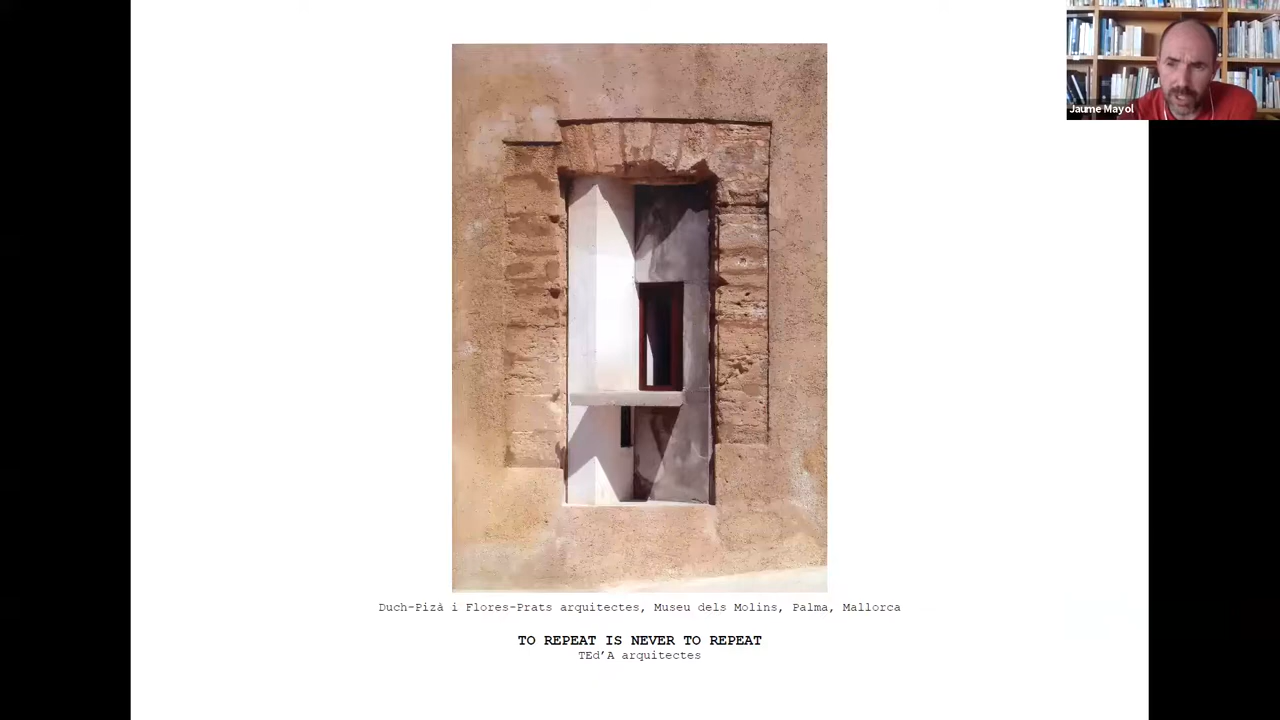 Jaume Mayol
Duch-Pizà i Flores-Prats arquitectes, Museu dels Molins, Palma, Mallorca
TO REPEAT IS NEVER TO REPEAT
TEd’A arquitectes